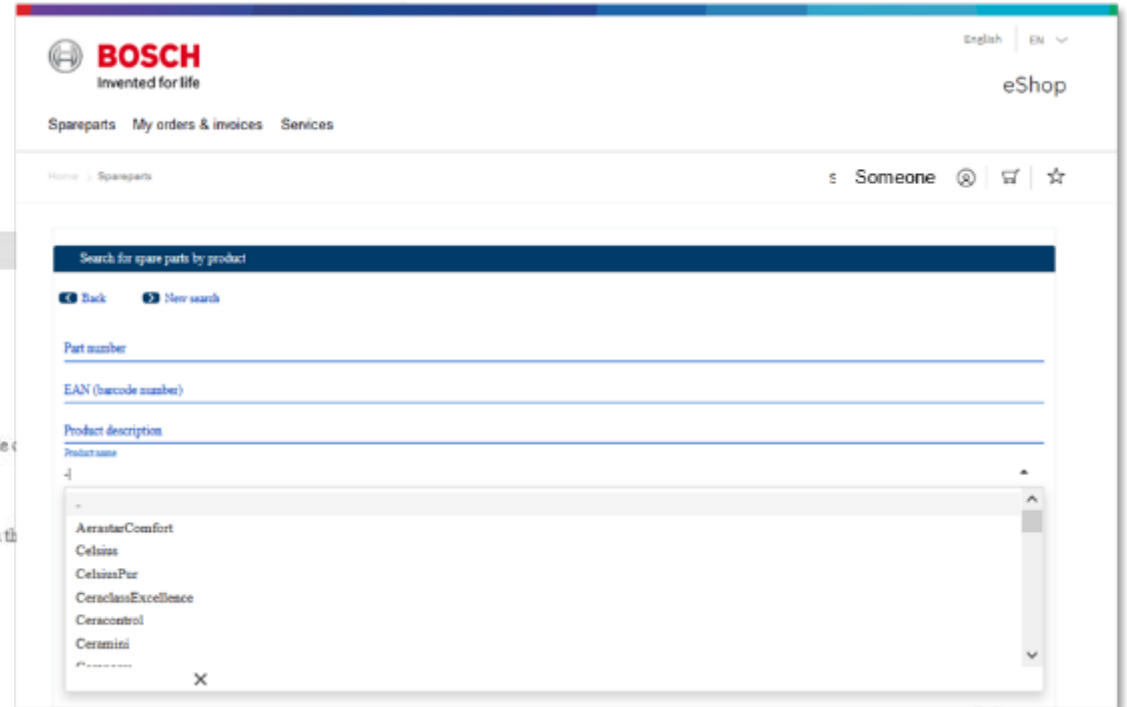 English EN
BOSCH
Invented for life
eShop
Spareparts My orders & invoices Services
Home > Spareparts
s Someone
Search for spare parts by product
Back New search
Part number
EAN (barcode number)
Product description
Product name
-
-
AerastarComfort
Celsius
CelsiusPur
CeraclassExcellence
Ceracontrol
Ceramini